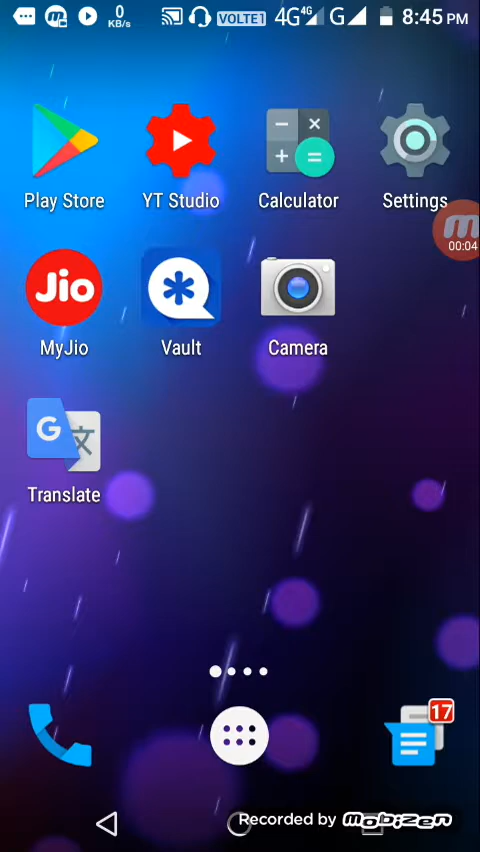 0 KB/s VOLTE1 4G 4G G 8:45 PM
Play Store YT Studio Calculator Settings
00:04
Jio
MyJio Vault Camera
G
Translate
17
Recorded by mobizen